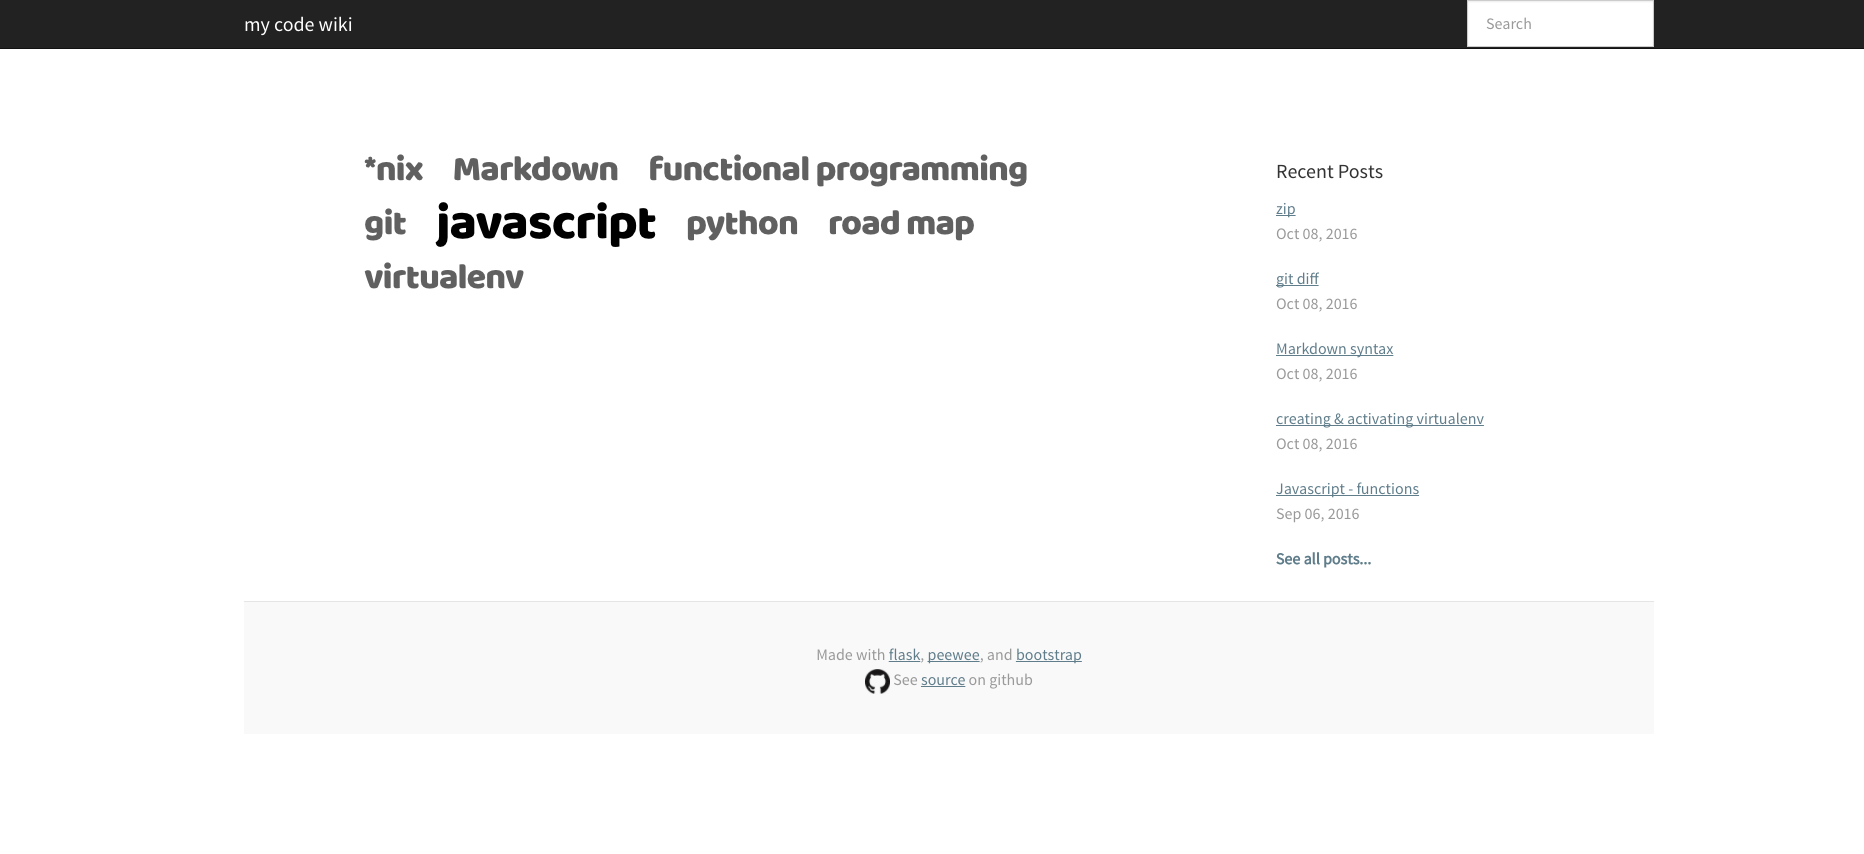 my code wiki
Search
*nix Markdown functional programming
git javascript python road map
virtualenv
Recent Posts
zip
Oct 08, 2016
git diff
Oct 08, 2016
Markdown syntax
Oct 08, 2016
creating & activating virtualenv
Oct 08, 2016
Javascript - functions
Sep 06, 2016
See all posts...
Made with flask, peewee, and bootstrap
See source on github